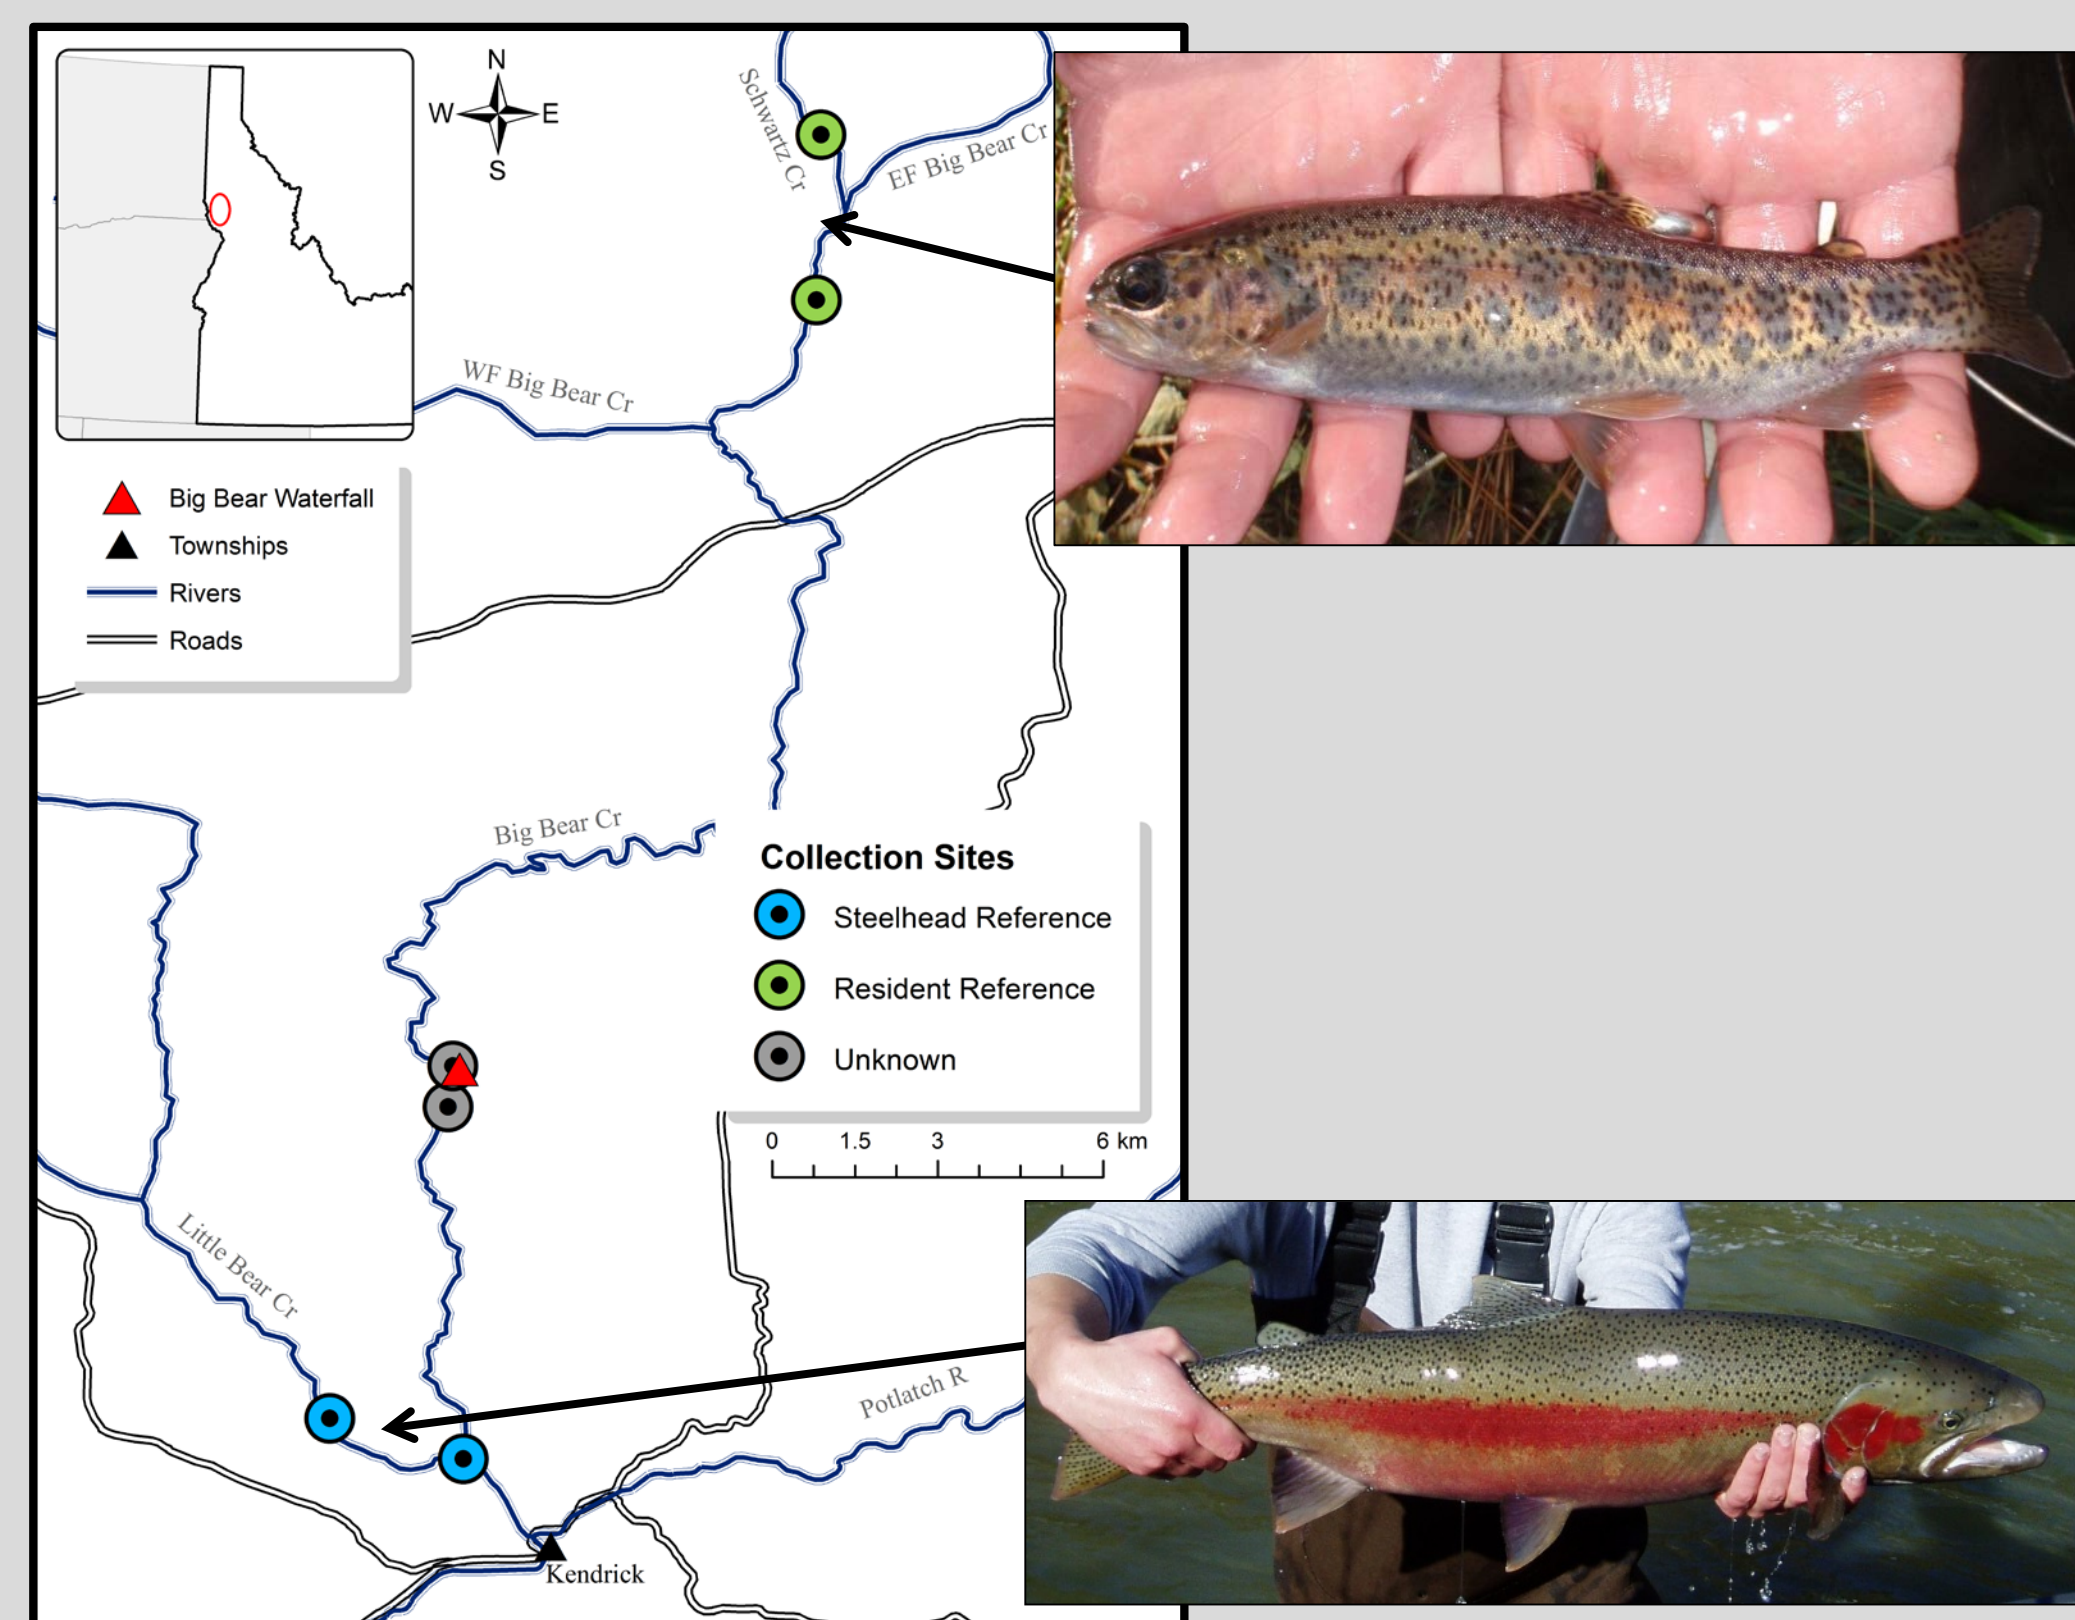 N
W
E
S
Schwartz Cr
EF Big Bear Cr
WF Big Bear Cr
Big Bear Waterfall
Townships
Rivers
Roads
Big Bear Cr
Collection Sites
Steelhead Reference
Resident Reference
Unknown
0 1.5 3 6 km
Little Bear Cr
Potlatch R
Kendrick